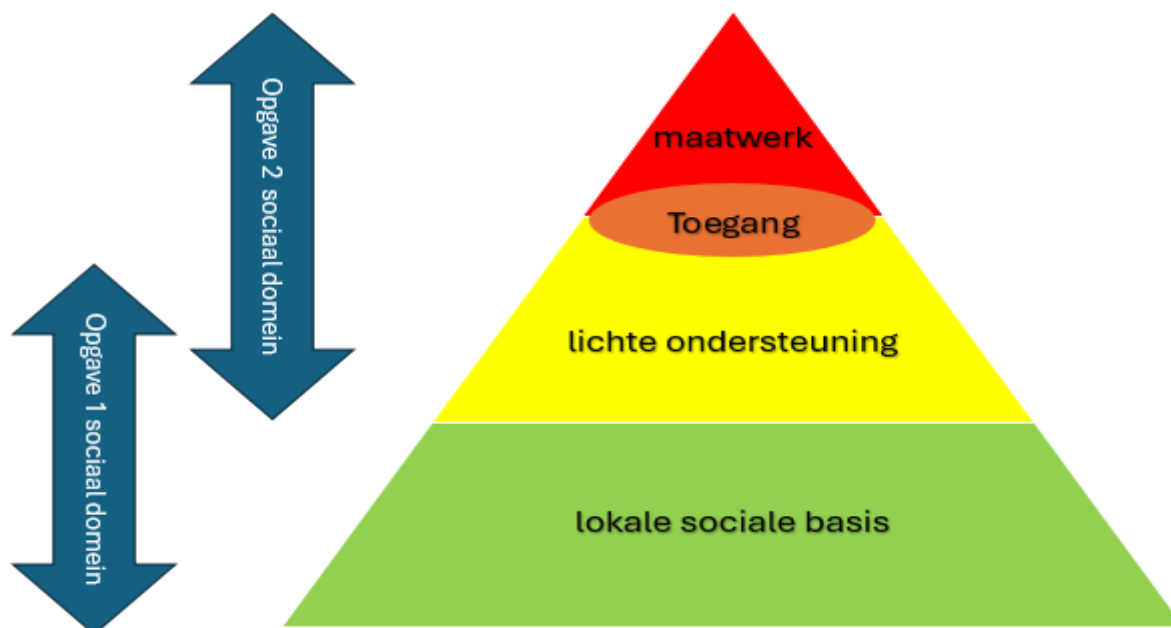 Opgave 2 sociaal domein
Opgave 1 sociaal domein
maatwerk
Toegang
lichte ondersteuning
lokale sociale basis